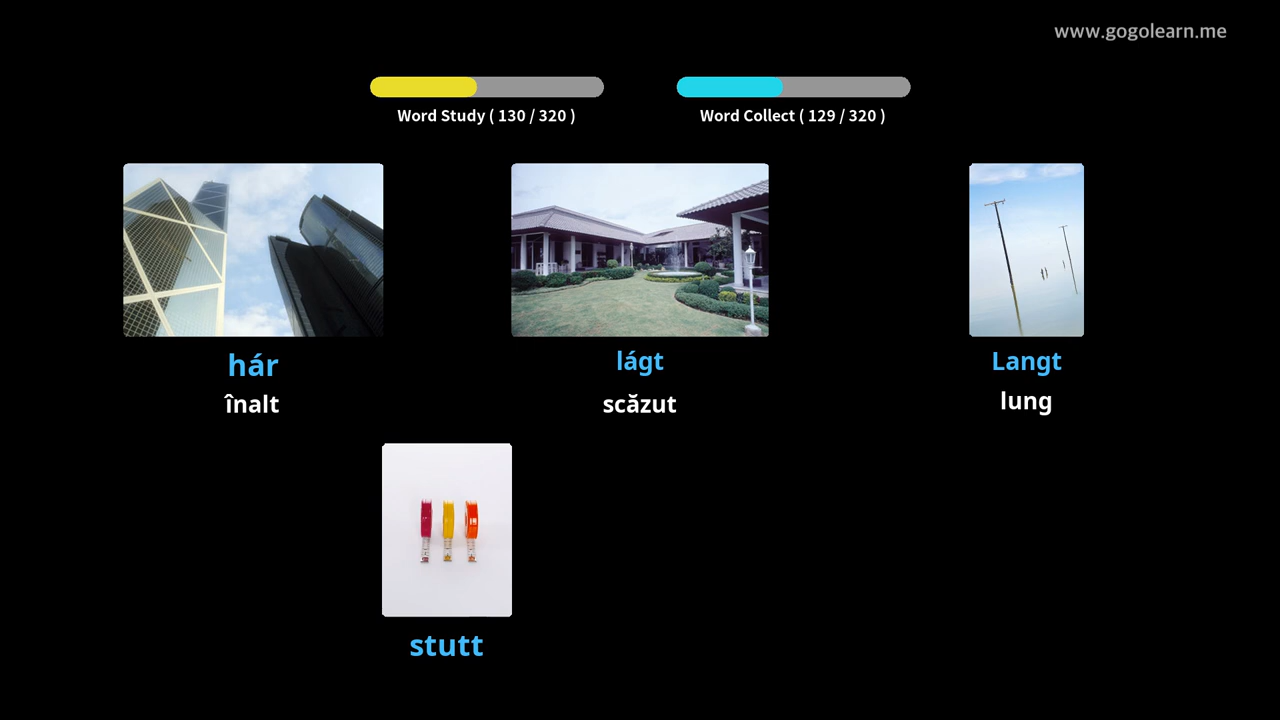 www.gogolearn.me
Word Study ( 130 / 320 )
Word Collect ( 129 / 320 )
hár
lágt
Langt
înalt
scăzut
lung
stutt